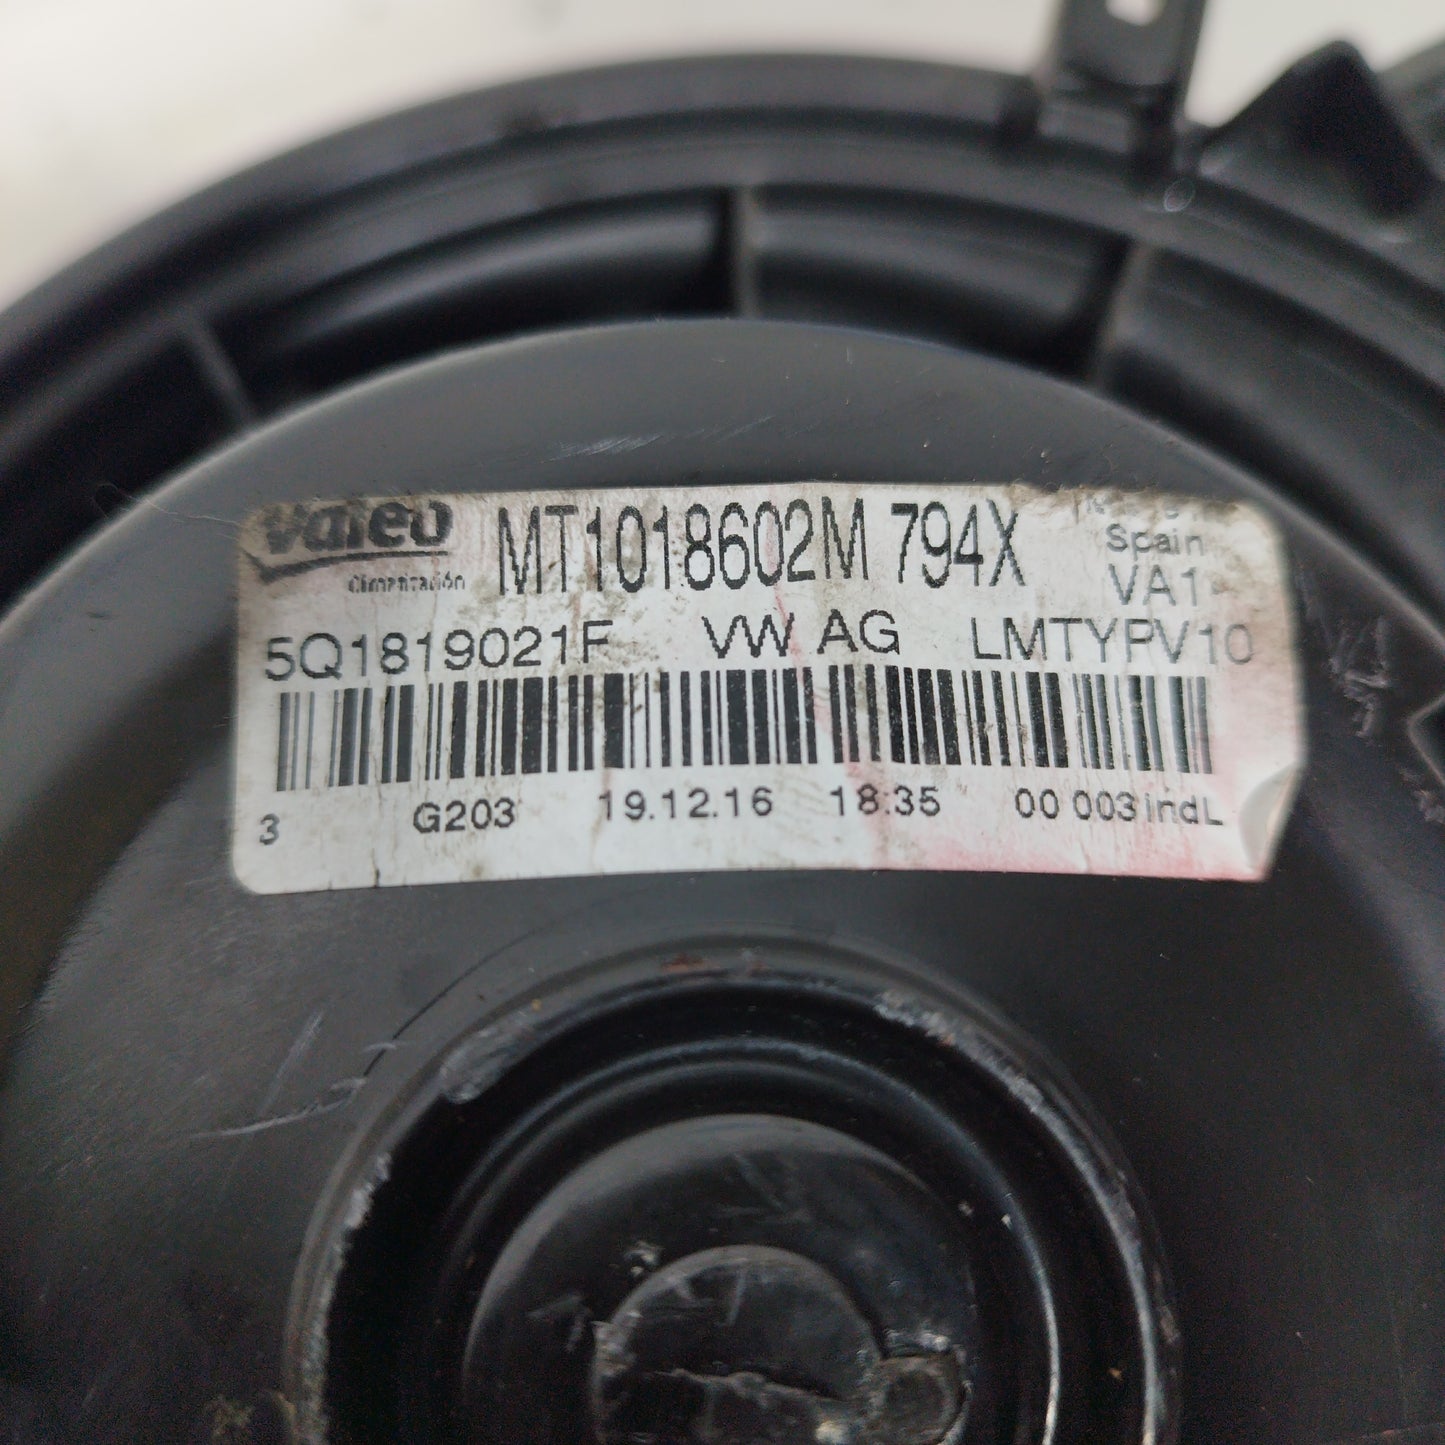 Valeo MT1018602M 794X
Spain
Climatización VA1
5Q1819021F VW AG LMTYPV10
3 G203 19.12.16 18:35 00 003 indL